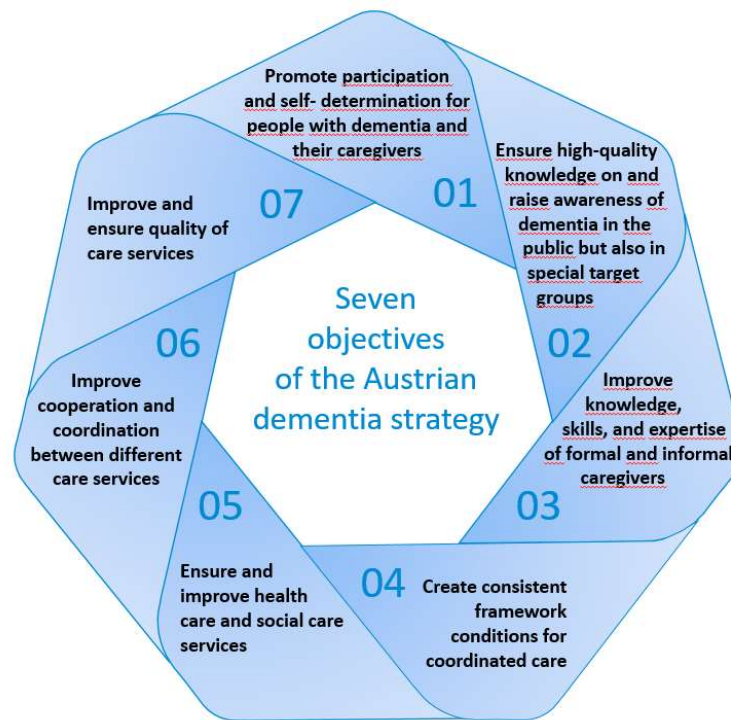 Promote participation
and self- determination for
people with dementia and
their caregivers
01
Ensure high-quality
knowledge on and
raise awareness of
dementia in the
public but also in
special target
groups
02
Improve
knowledge,
skills, and expertise
of formal and informal
caregivers
03
Create consistent
framework
conditions for
coordinated care
04
Ensure and
improve health
care and social care
services
05
Improve
cooperation and
coordination
between different
care services
06
Improve and
ensure quality of
care services
07
Seven
objectives
of the Austrian
dementia strategy